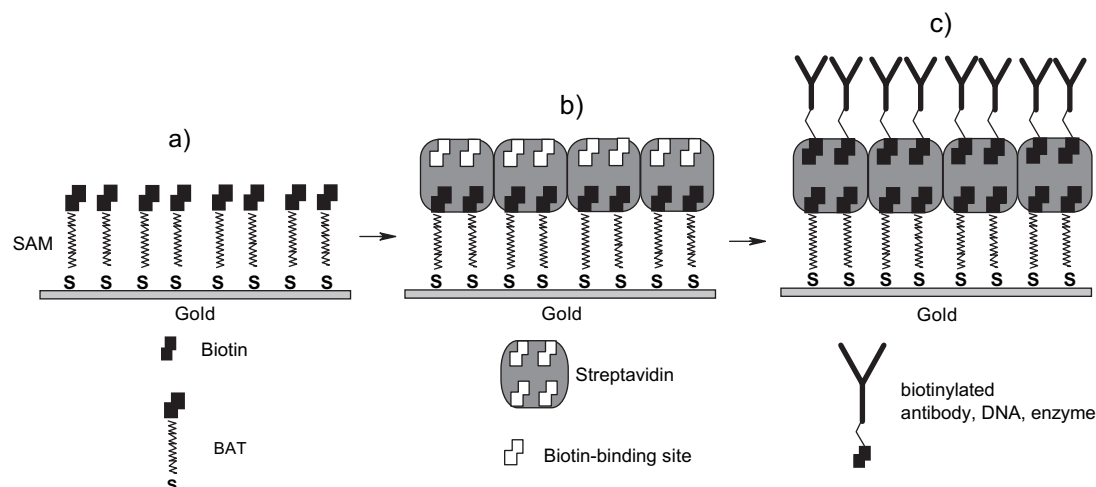 a)
SAM
S S S S S S S S
Gold
b)
S S S S S S S S
Gold
c)
S S S S S S S S
Gold
Biotin
BAT
S
Streptavidin
Biotin-binding site
biotinylated
antibody, DNA, enzyme